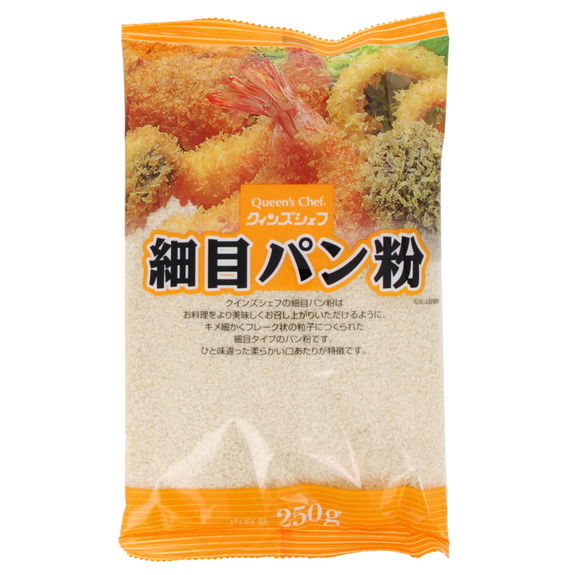 Queen's Chef.
クィンズシェフ
細目パン粉
クインズシェフの細目パン粉は
お料理をより美味しくお召し上がりいただけるように、
キメ細かくフレーク状の粒子につくられた
細目タイプのパン粉です。
ひと味違った柔らかい口あたりが特徴です。
250g